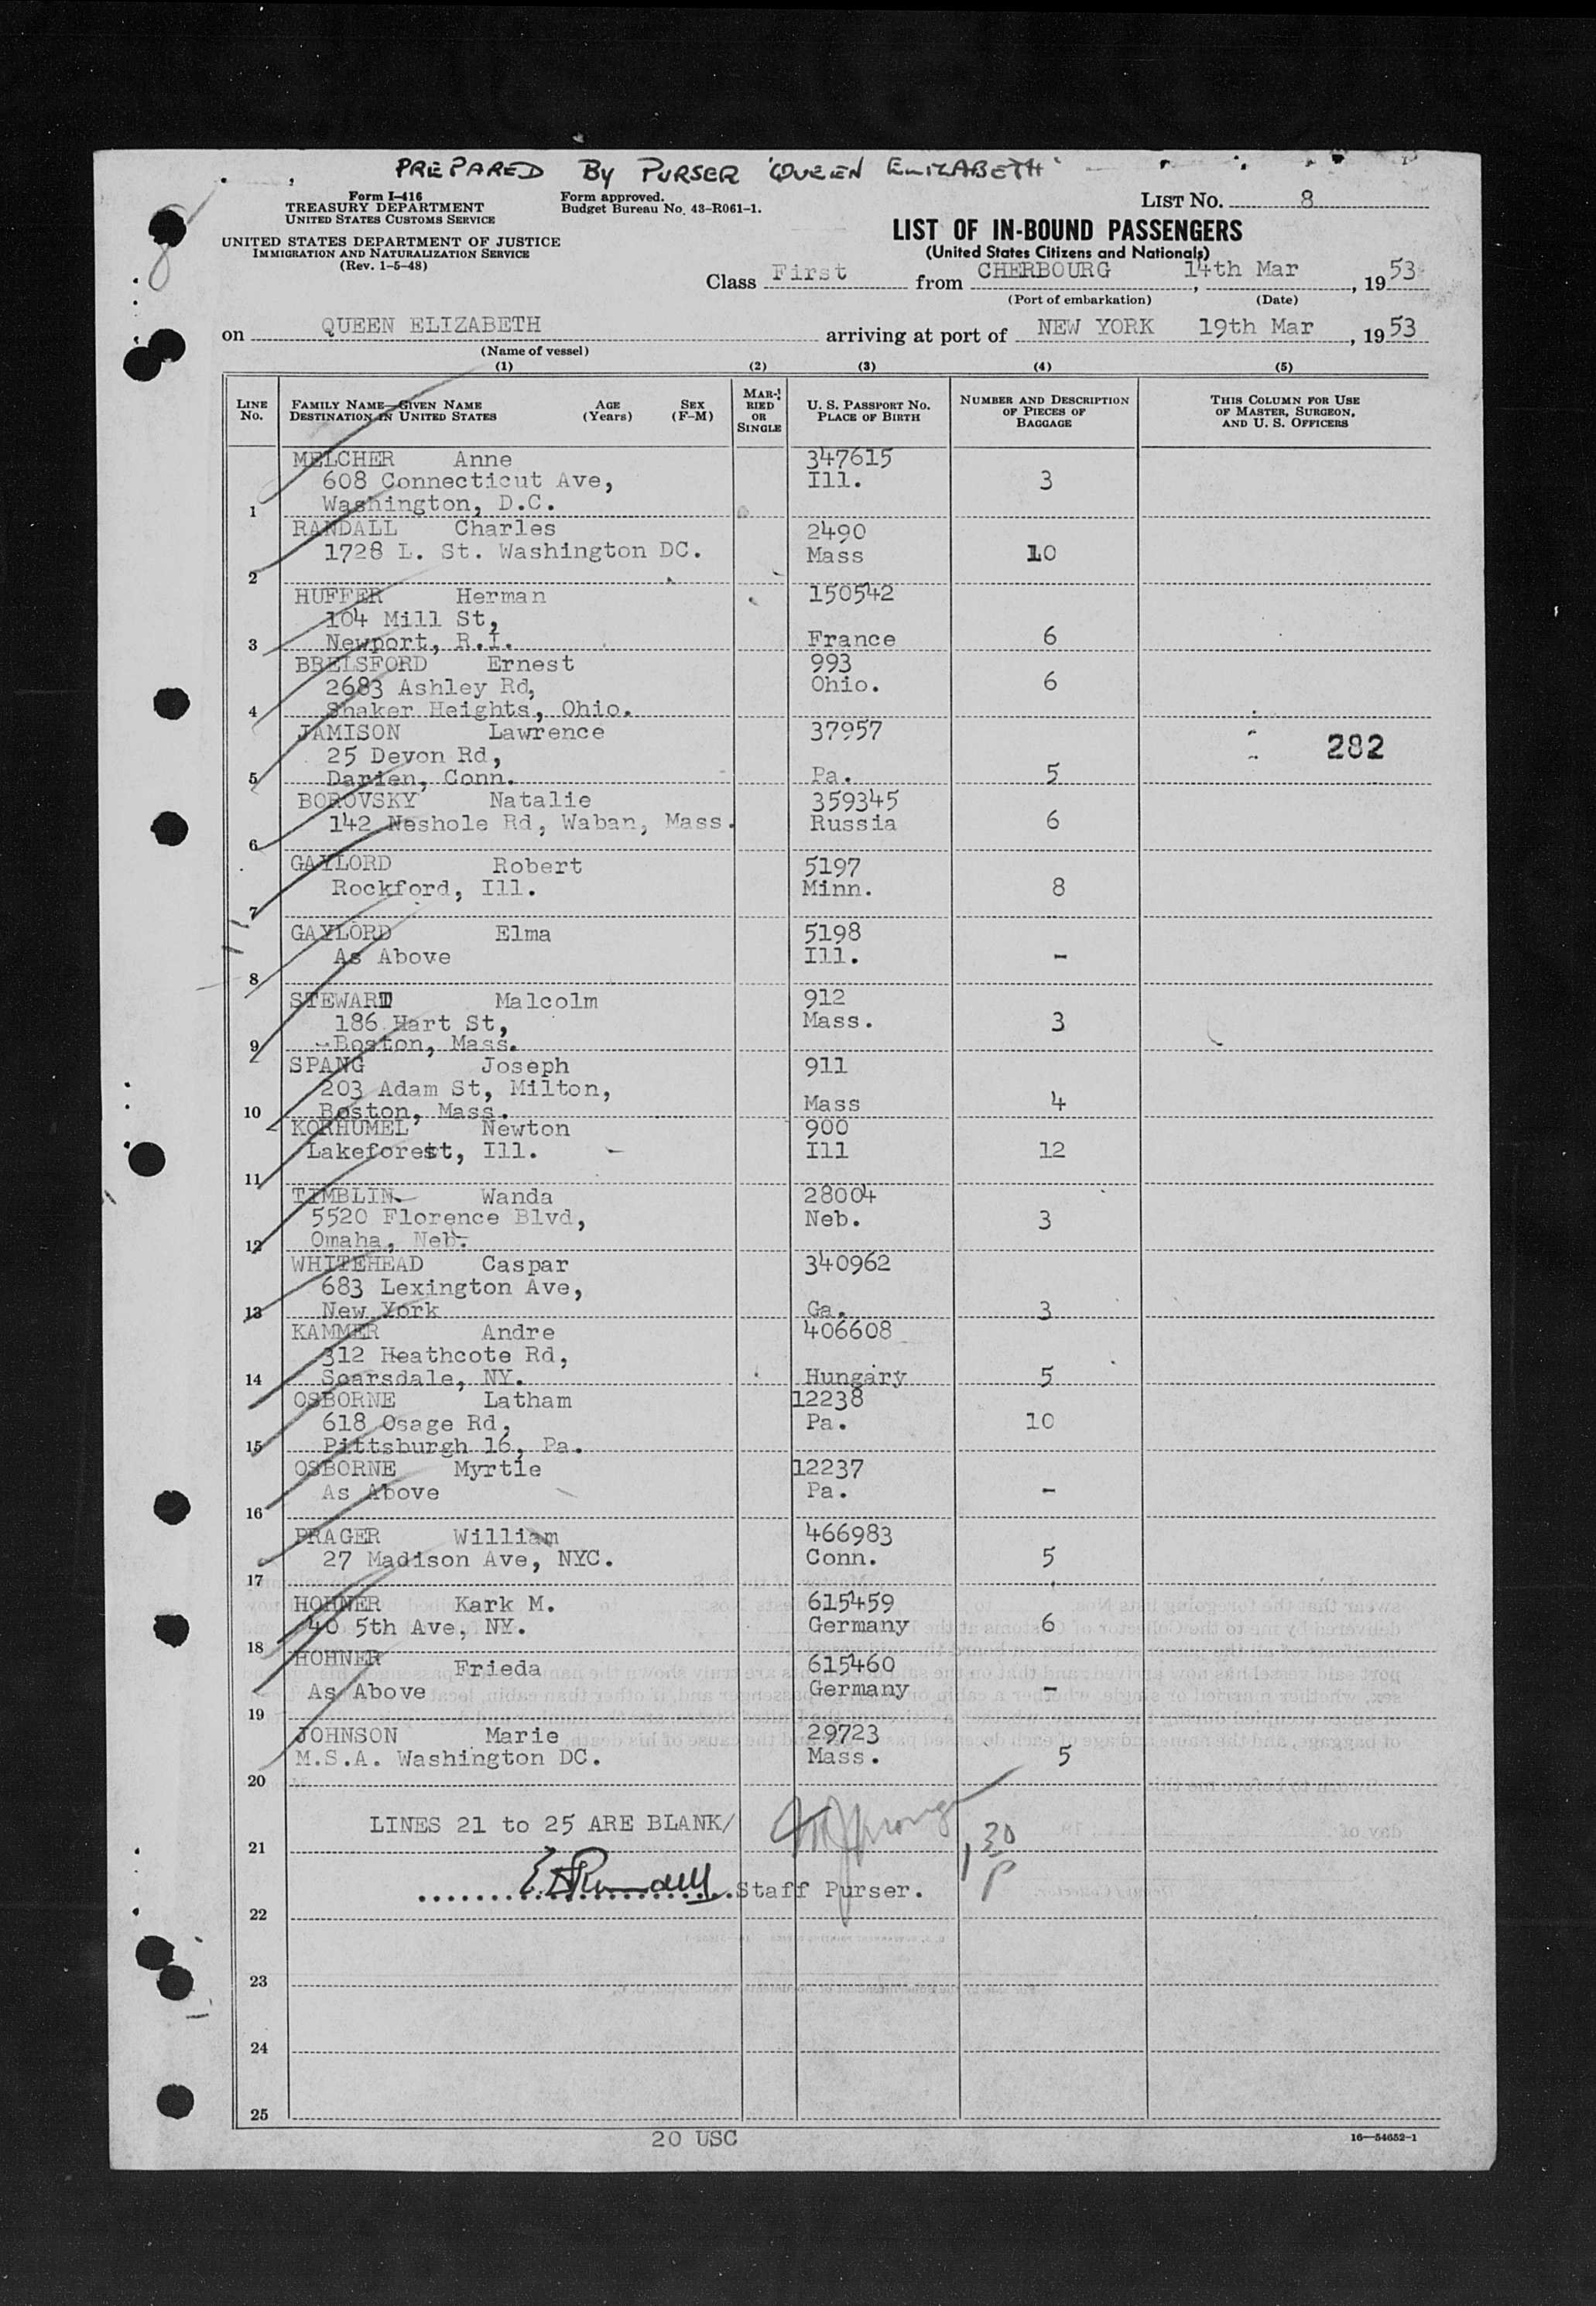 PREPARED By PURSER 'QUEEN ELIZABETH'
Form I-416
TREASURY DEPARTMENT
UNITED STATES CUSTOMS SERVICE
Form approved.
Budget Bureau No. 43-R061-1.
LIST NO. 8
UNITED STATES DEPARTMENT OF JUSTICE
IMMIGRATION AND NATURALIZATION SERVICE
(Rev. 1-5-48)
LIST OF IN-BOUND PASSENGERS
(United States Citizens and Nationals)
Class First from CHERBOURG, 14th Mar, 1953
(Port of embarkation) (Date)
on QUEEN ELIZABETH arriving at port of NEW YORK 19th Mar, 1953
(Name of vessel)
(1) (2) (3) (4) (5)
LINE No. FAMILY NAME—GIVEN NAME DESTINATION IN UNITED STATES AGE (Years) SEX (F-M) MARRIED OR SINGLE U. S. PASSPORT NO. PLACE OF BIRTH NUMBER AND DESCRIPTION OF PIECES OF BAGGAGE THIS COLUMN FOR USE OF MASTER, SURGEON, AND U. S. OFFICERS
MELCHER Anne 347615
608 Connecticut Ave, Ill. 3
1 Washington, D.C.
RANDALL Charles 2490
1728 L. St. Washington DC. Mass 10
2
HUFFER Herman 150542
104 Mill St,
3 Newport, R.I. France 6
BRELSFORD Ernest 993
2683 Ashley Rd, Ohio. 6
4 Shaker Heights, Ohio.
JAMISON Lawrence 37957
25 Devon Rd, 282
5 Darien, Conn. Pa. 5
BOROVSKY Natalie 359345
142 Neshole Rd, Waban, Mass. Russia 6
6
GAYLORD Robert 5197
Rockford, Ill. Minn. 8
7
GAYLORD Elma 5198
As Above Ill. -
8
STEWART Malcolm 912
186 Hart St, Mass. 3
9 Boston, Mass.
SPANG Joseph 911
203 Adam St, Milton,
10 Boston, Mass. Mass 4
KORHUMEL Newton 900
Lakeforest, Ill. Ill 12
11
TIMBLIN Wanda 28004
5520 Florence Blvd, Neb. 3
12 Omaha, Neb.
WHITEHEAD Caspar 340962
683 Lexington Ave,
13 New York Ga. 3
KAMMER Andre 406608
312 Heathcote Rd,
14 Scarsdale, NY. Hungary 5
OSBORNE Latham 12238
618 Osage Rd, Pa. 10
15 Pittsburgh 16, Pa.
OSBORNE Myrtle 12237
As Above Pa. -
16
PRAGER William 466983
27 Madison Ave, NYC. Conn. 5
17
HOHNER Kark M. 615459
40 5th Ave, NY. Germany 6
18
HOHNER Frieda 615460
As Above Germany -
19
JOHNSON Marie 29723
M.S.A. Washington DC. Mass. 5
20
LINES 21 to 25 ARE BLANK/
21
Staff Purser.
22
23
24
25
20 USC
16—54652-1